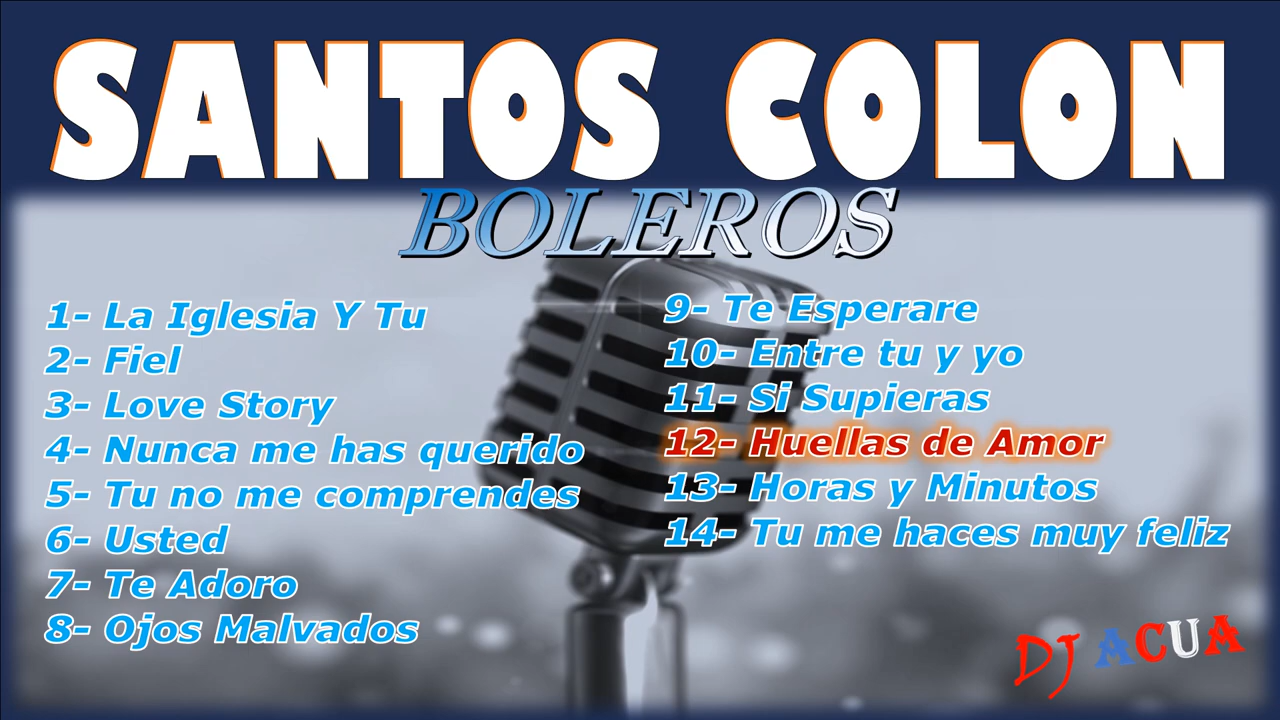 SANTOS COLON
BOLEROS
1- La Iglesia Y Tu
2- Fiel
3- Love Story
4- Nunca me has querido
5- Tu no me comprendes
6- Usted
7- Te Adoro
8- Ojos Malvados
9- Te Esperare
10- Entre tu y yo
11- Si Supieras
12- Huellas de Amor
13- Horas y Minutos
14- Tu me haces muy feliz
DJ ACUA